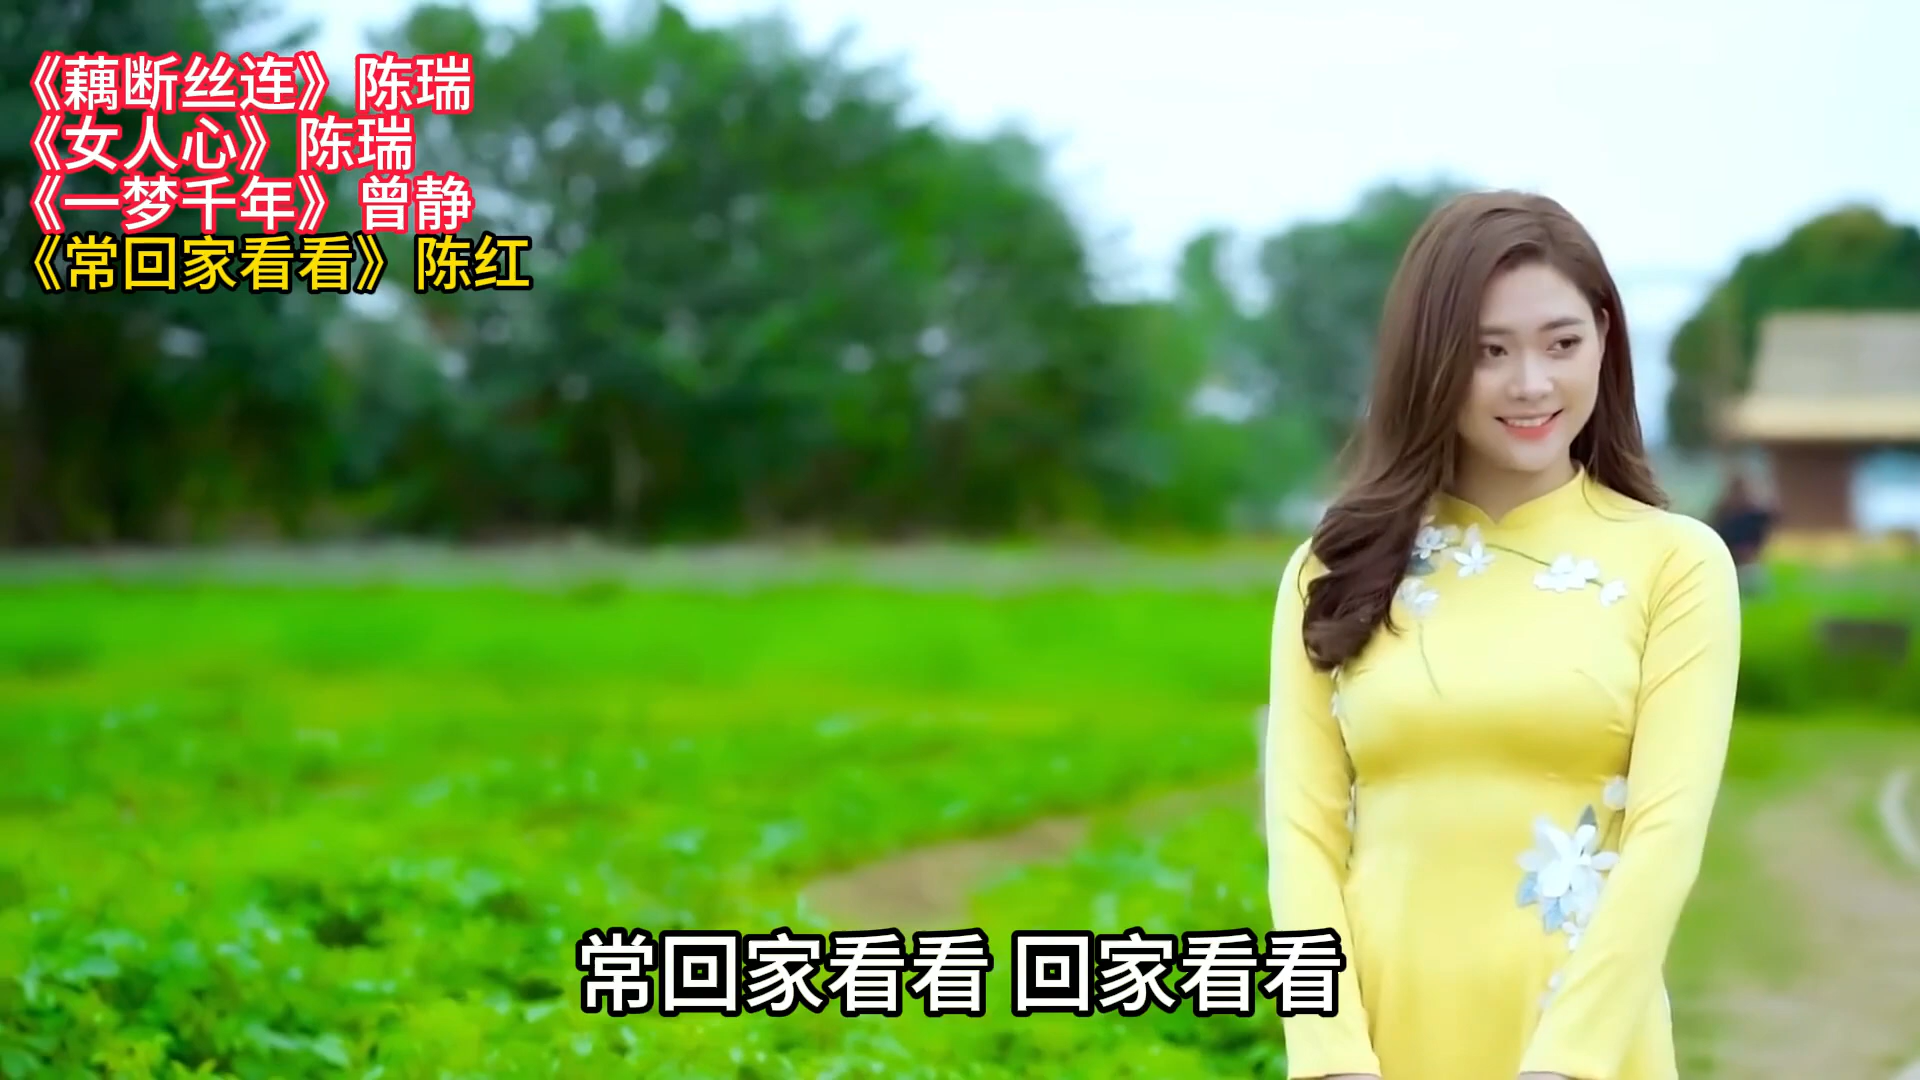 《藕断丝连》陈瑞
《女人心》陈瑞
《一梦千年》曾静
《常回家看看》陈红
常回家看看 回家看看